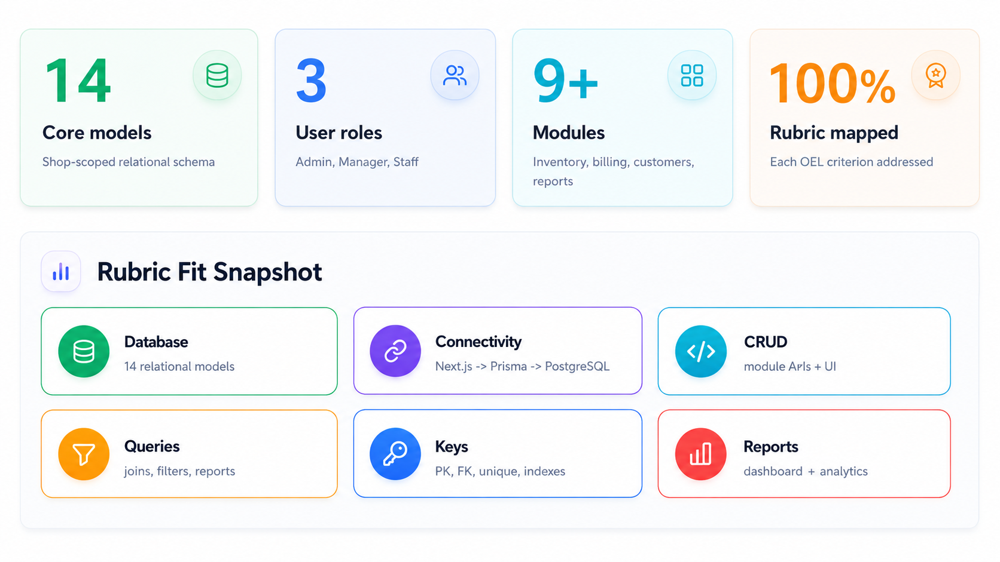 14
Core models
Shop-scoped relational schema
3
User roles
Admin, Manager, Staff
9+
Modules
Inventory, billing, customers,
reports
100%
Rubric mapped
Each OEL criterion addressed
Rubric Fit Snapshot
Database
14 relational models
Connectivity
Next.js -> Prisma -> PostgreSQL
CRUD
module ArIs + UI
Queries
joins, filters, reports
Keys
PK, FK, unique, indexes
Reports
dashboard + analytics